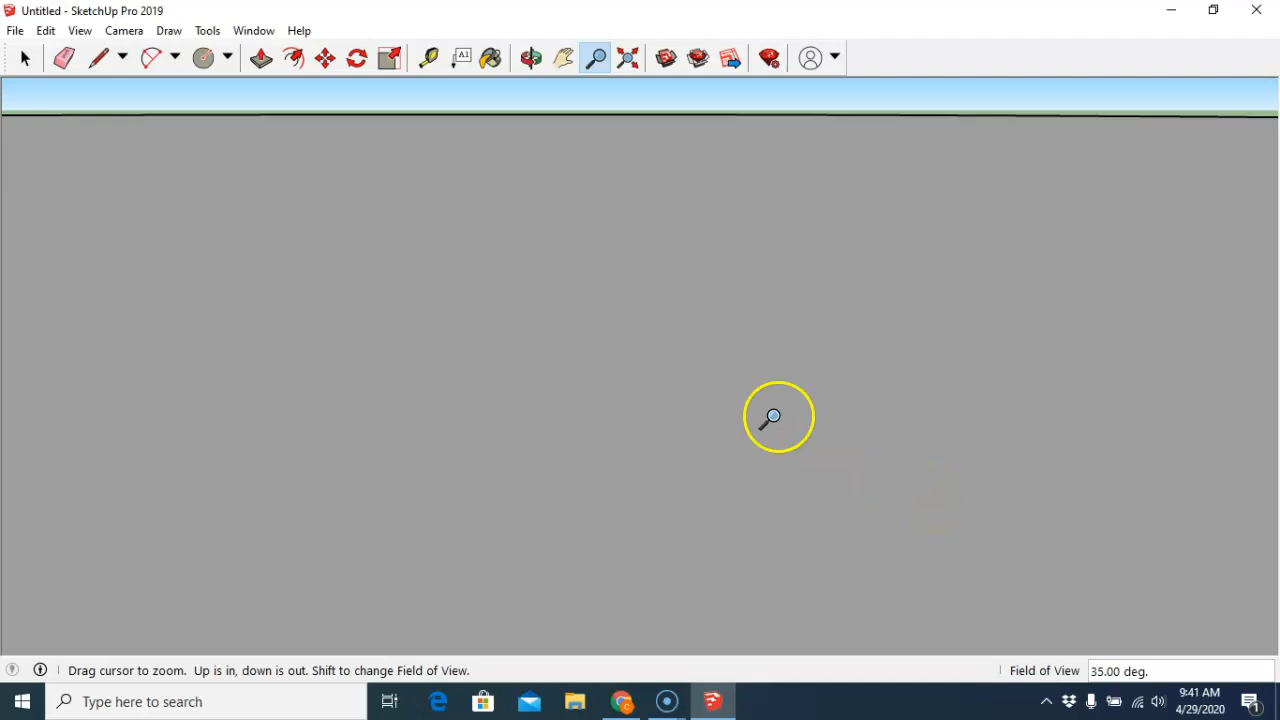 Untitled - SketchUp Pro 2019
File Edit View Camera Draw Tools Window Help
A1
Drag cursor to zoom. Up is in, down is out. Shift to change Field of View. Field of View 35.00 deg.
Type here to search
9:41 AM
4/29/2020
1